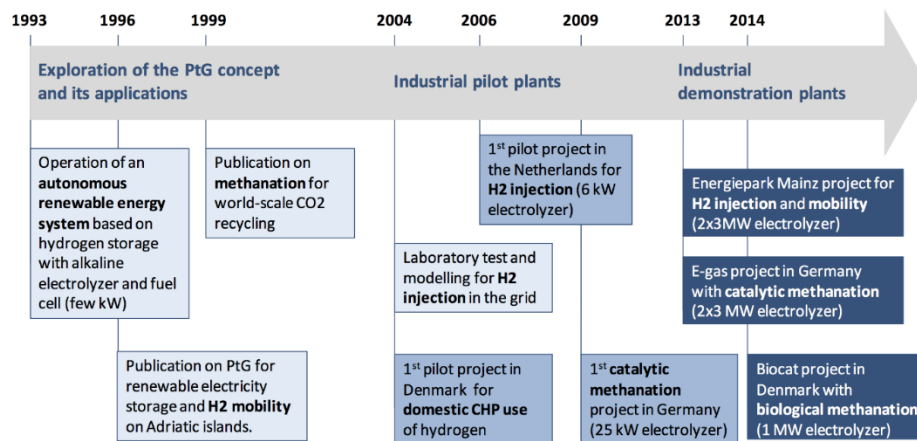 1993 1996 1999 2004 2006 2009 2013 2014
Exploration of the PtG concept
and its applications
Industrial pilot plants
Industrial
demonstration plants
Operation of an
autonomous
renewable energy
system based on
hydrogen storage
with alkaline
electrolyzer and fuel
cell (few kW)
Publication on
methanation for
world-scale CO2
recycling
1st pilot project in
the Netherlands for
H2 injection (6 kW
electrolyzer)
Energiepark Mainz project for
H2 injection and mobility
(2x3MW electrolyzer)
Laboratory test and
modelling for H2
injection in the grid
E-gas project in Germany
with catalytic methanation
(2x3 MW electrolyzer)
Publication on PtG for
renewable electricity
storage and H2 mobility
on Adriatic islands.
1st pilot project in
Denmark for
domestic CHP use
of hydrogen
1st catalytic
methanation
project in Germany
(25 kW electrolyzer)
Biocat project in
Denmark with
biological methanation
(1 MW electrolyzer)